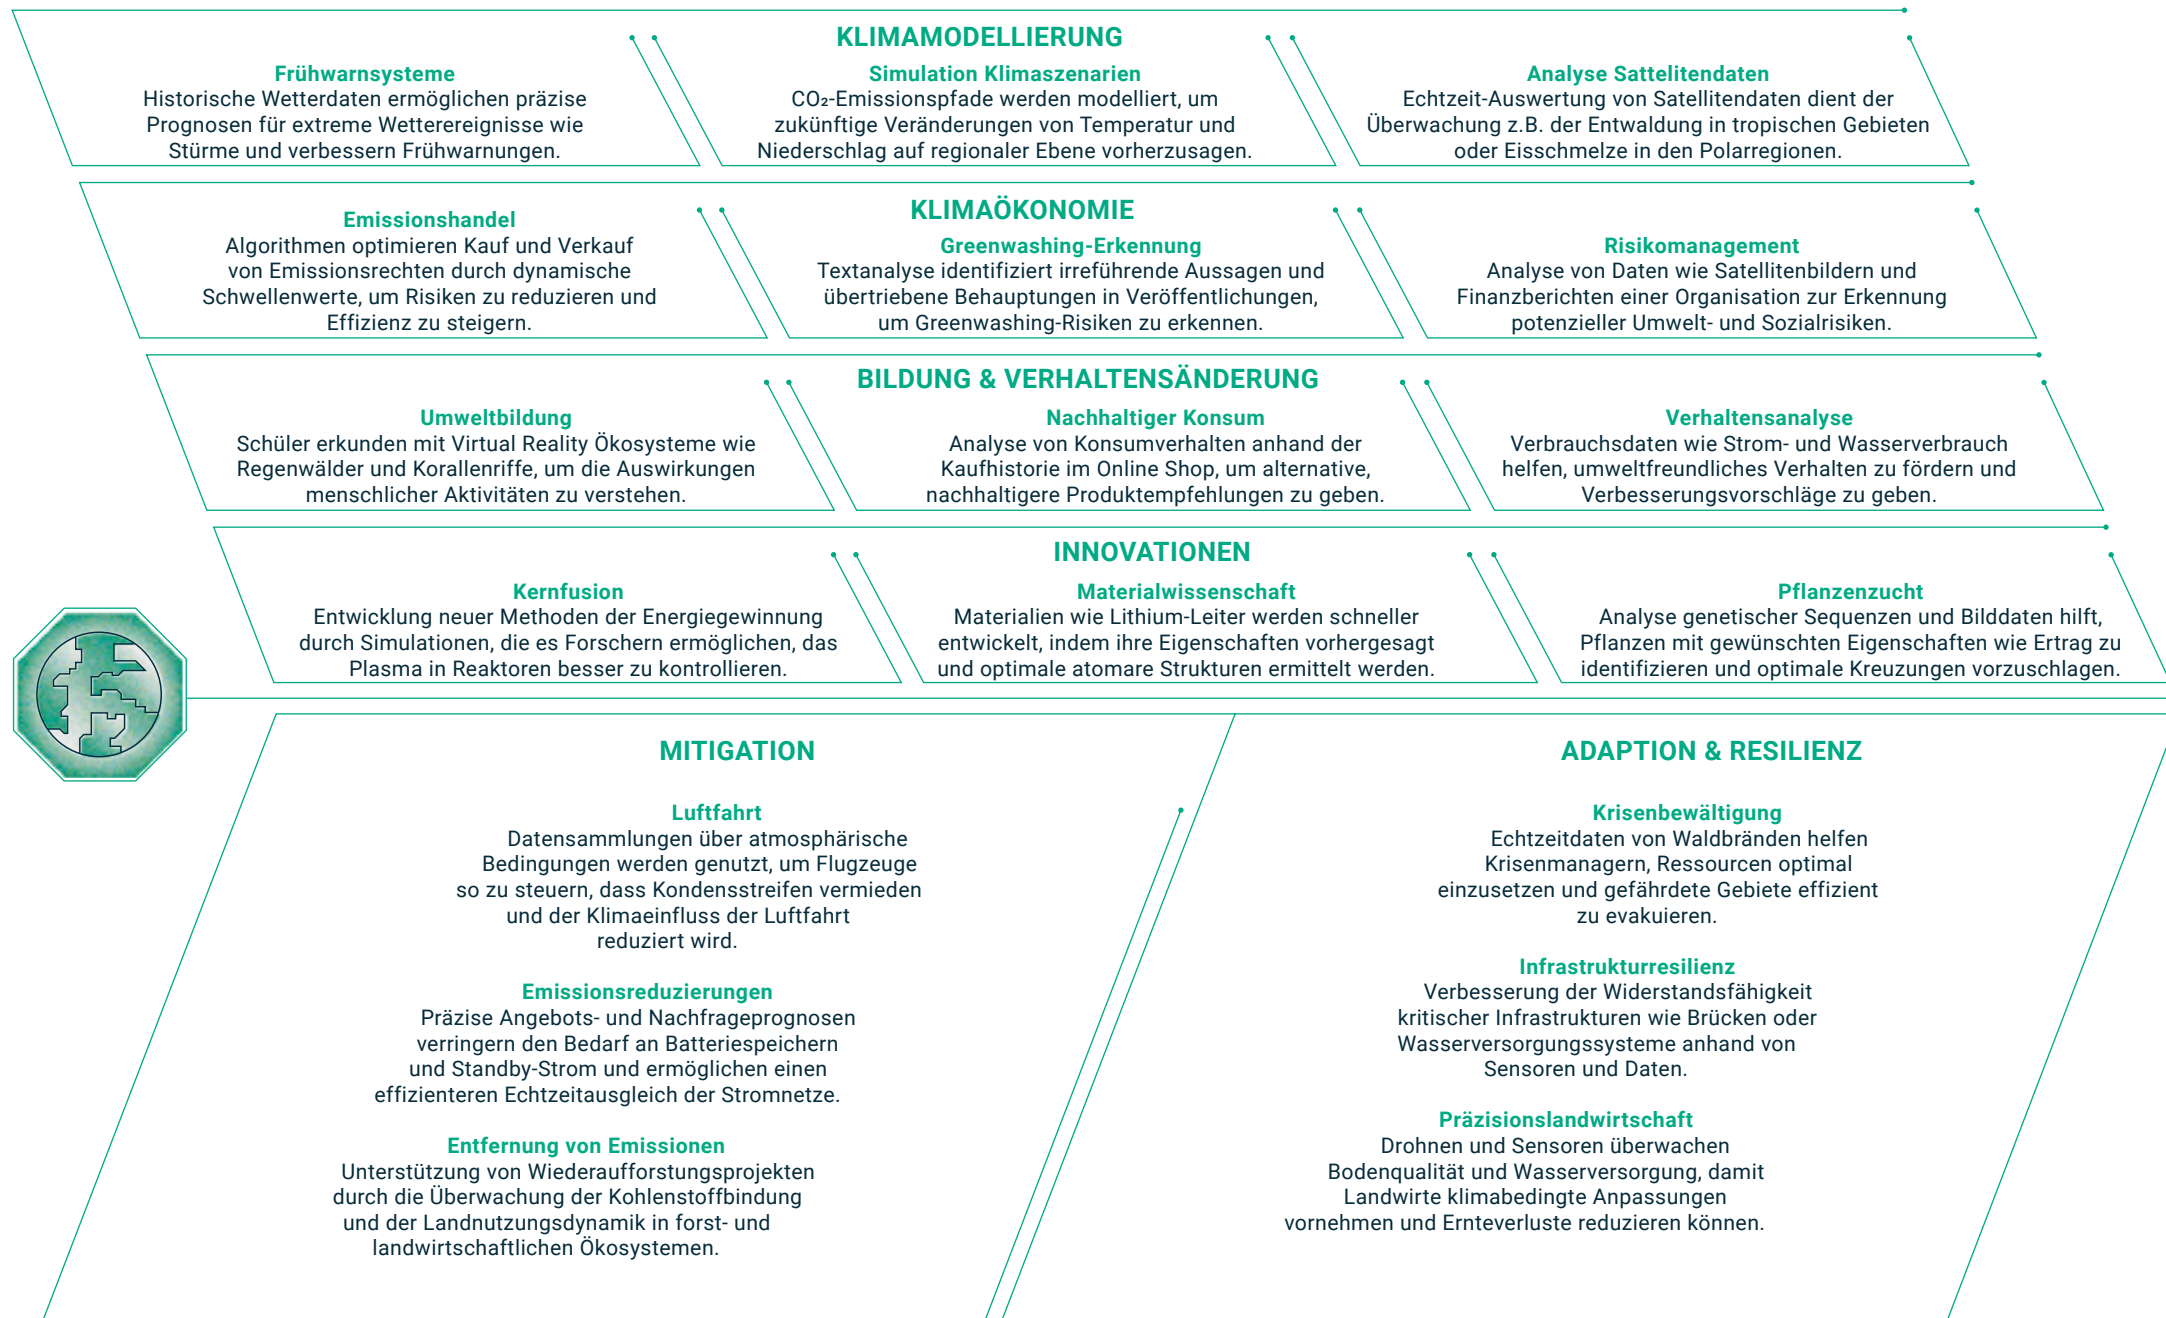 KLIMAMODELLIERUNG
Frühwarnsysteme
Historische Wetterdaten ermöglichen präzise
Prognosen für extreme Wetterereignisse wie
Stürme und verbessern Frühwarnungen.
Simulation Klimaszenarien
CO₂-Emissionspfade werden modelliert, um
zukünftige Veränderungen von Temperatur und
Niederschlag auf regionaler Ebene vorherzusagen.
Analyse Sattelitendaten
Echtzeit-Auswertung von Satellitendaten dient der
Überwachung z.B. der Entwaldung in tropischen Gebieten
oder Eisschmelze in den Polarregionen.
KLIMAÖKONOMIE
Emissionshandel
Algorithmen optimieren Kauf und Verkauf
von Emissionsrechten durch dynamische
Schwellenwerte, um Risiken zu reduzieren und
Effizienz zu steigern.
Greenwashing-Erkennung
Textanalyse identifiziert irreführende Aussagen und
übertriebene Behauptungen in Veröffentlichungen,
um Greenwashing-Risiken zu erkennen.
Risikomanagement
Analyse von Daten wie Satellitenbildern und
Finanzberichten einer Organisation zur Erkennung
potenzieller Umwelt- und Sozialrisiken.
BILDUNG & VERHALTENSÄNDERUNG
Umweltbildung
Schüler erkunden mit Virtual Reality Ökosysteme wie
Regenwälder und Korallenriffe, um die Auswirkungen
menschlicher Aktivitäten zu verstehen.
Nachhaltiger Konsum
Analyse von Konsumverhalten anhand der
Kaufhistorie im Online Shop, um alternative,
nachhaltigere Produktempfehlungen zu geben.
Verhaltensanalyse
Verbrauchsdaten wie Strom- und Wasserverbrauch
helfen, umweltfreundliches Verhalten zu fördern und
Verbesserungsvorschläge zu geben.
INNOVATIONEN
Kernfusion
Entwicklung neuer Methoden der Energiegewinnung
durch Simulationen, die es Forschern ermöglichen, das
Plasma in Reaktoren besser zu kontrollieren.
Materialwissenschaft
Materialien wie Lithium-Leiter werden schneller
entwickelt, indem ihre Eigenschaften vorhergesagt
und optimale atomare Strukturen ermittelt werden.
Pflanzenzucht
Analyse genetischer Sequenzen und Bilddaten hilft,
Pflanzen mit gewünschten Eigenschaften wie Ertrag zu
identifizieren und optimale Kreuzungen vorzuschlagen.
MITIGATION
Luftfahrt
Datensammlungen über atmosphärische
Bedingungen werden genutzt, um Flugzeuge
so zu steuern, dass Kondensstreifen vermieden
und der Klimaeinfluss der Luftfahrt
reduziert wird.
Emissionsreduzierungen
Präzise Angebots- und Nachfrageprognosen
verringern den Bedarf an Batteriespeichern
und Standby-Strom und ermöglichen einen
effizienteren Echtzeitausgleich der Stromnetze.
Entfernung von Emissionen
Unterstützung von Wiederaufforstungsprojekten
durch die Überwachung der Kohlenstoffbindung
und der Landnutzungsdynamik in forst- und
landwirtschaftlichen Ökosystemen.
ADAPTION & RESILIENZ
Krisenbewältigung
Echtzeitdaten von Waldbränden helfen
Krisenmanagern, Ressourcen optimal
einzusetzen und gefährdete Gebiete effizient
zu evakuieren.
Infrastrukturresilienz
Verbesserung der Widerstandsfähigkeit
kritischer Infrastrukturen wie Brücken oder
Wasserversorgungssysteme anhand von
Sensoren und Daten.
Präzisionslandwirtschaft
Drohnen und Sensoren überwachen
Bodenqualität und Wasserversorgung, damit
Landwirte klimabedingte Anpassungen
vornehmen und Ernteverluste reduzieren können.